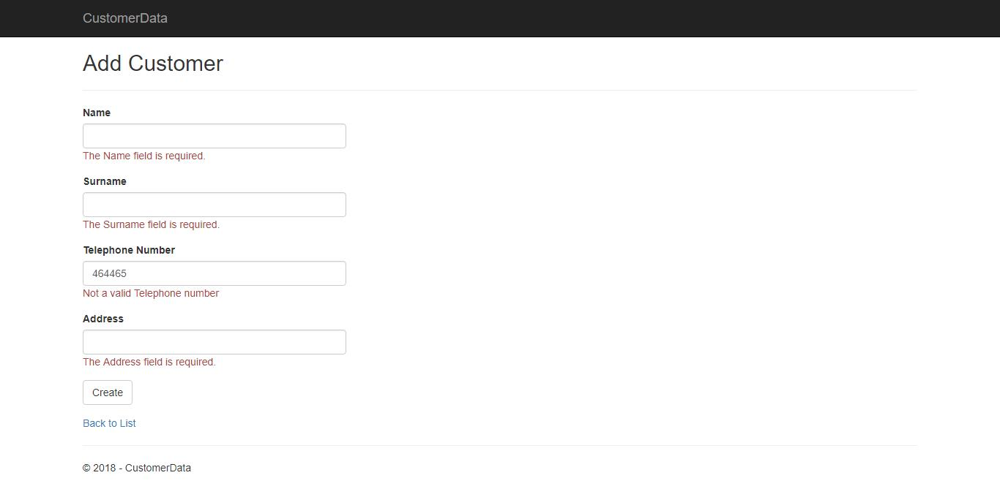 CustomerData
Add Customer
Name
The Name field is required.
Surname
The Surname field is required.
Telephone Number
464465
Not a valid Telephone number
Address
The Address field is required.
Create
Back to List
© 2018 - CustomerData